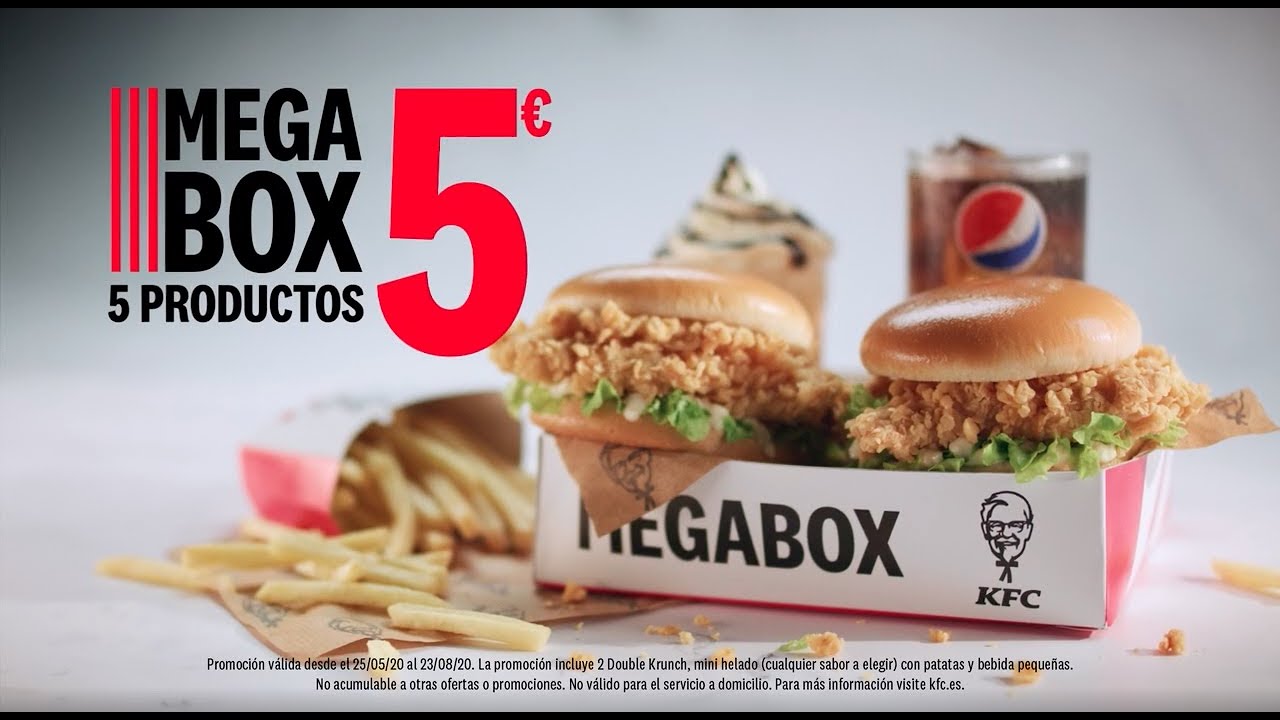 MEGA
BOX
5 PRODUCTOS
5€
MEGABOX
KFC
Promoción válida desde el 25/05/20 al 23/08/20. La promoción incluye 2 Double Krunch, mini helado (cualquier sabor a elegir) con patatas y bebida pequeñas.
No acumulable a otras ofertas o promociones. No válido para el servicio a domicilio. Para más información visite kfc.es.